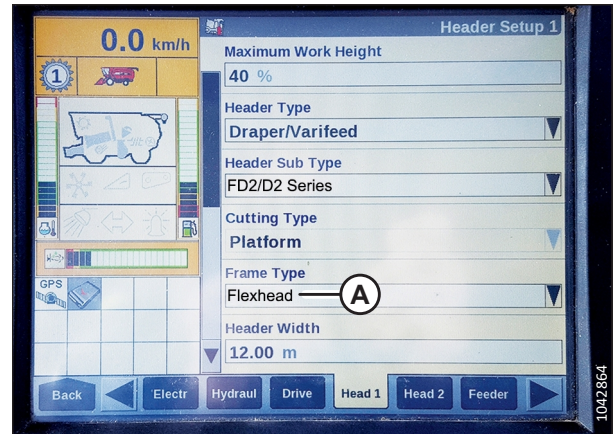 0.0 km/h
Header Setup 1
1
Maximum Work Height
40 %
Header Type
Draper/Varifeed
Header Sub Type
FD2/D2 Series
Cutting Type
Platform
Frame Type
Flexhead
A
GPS
Header Width
12.00 m
Back
Electr
Hydraul
Drive
Head 1
Head 2
Feeder
1042864